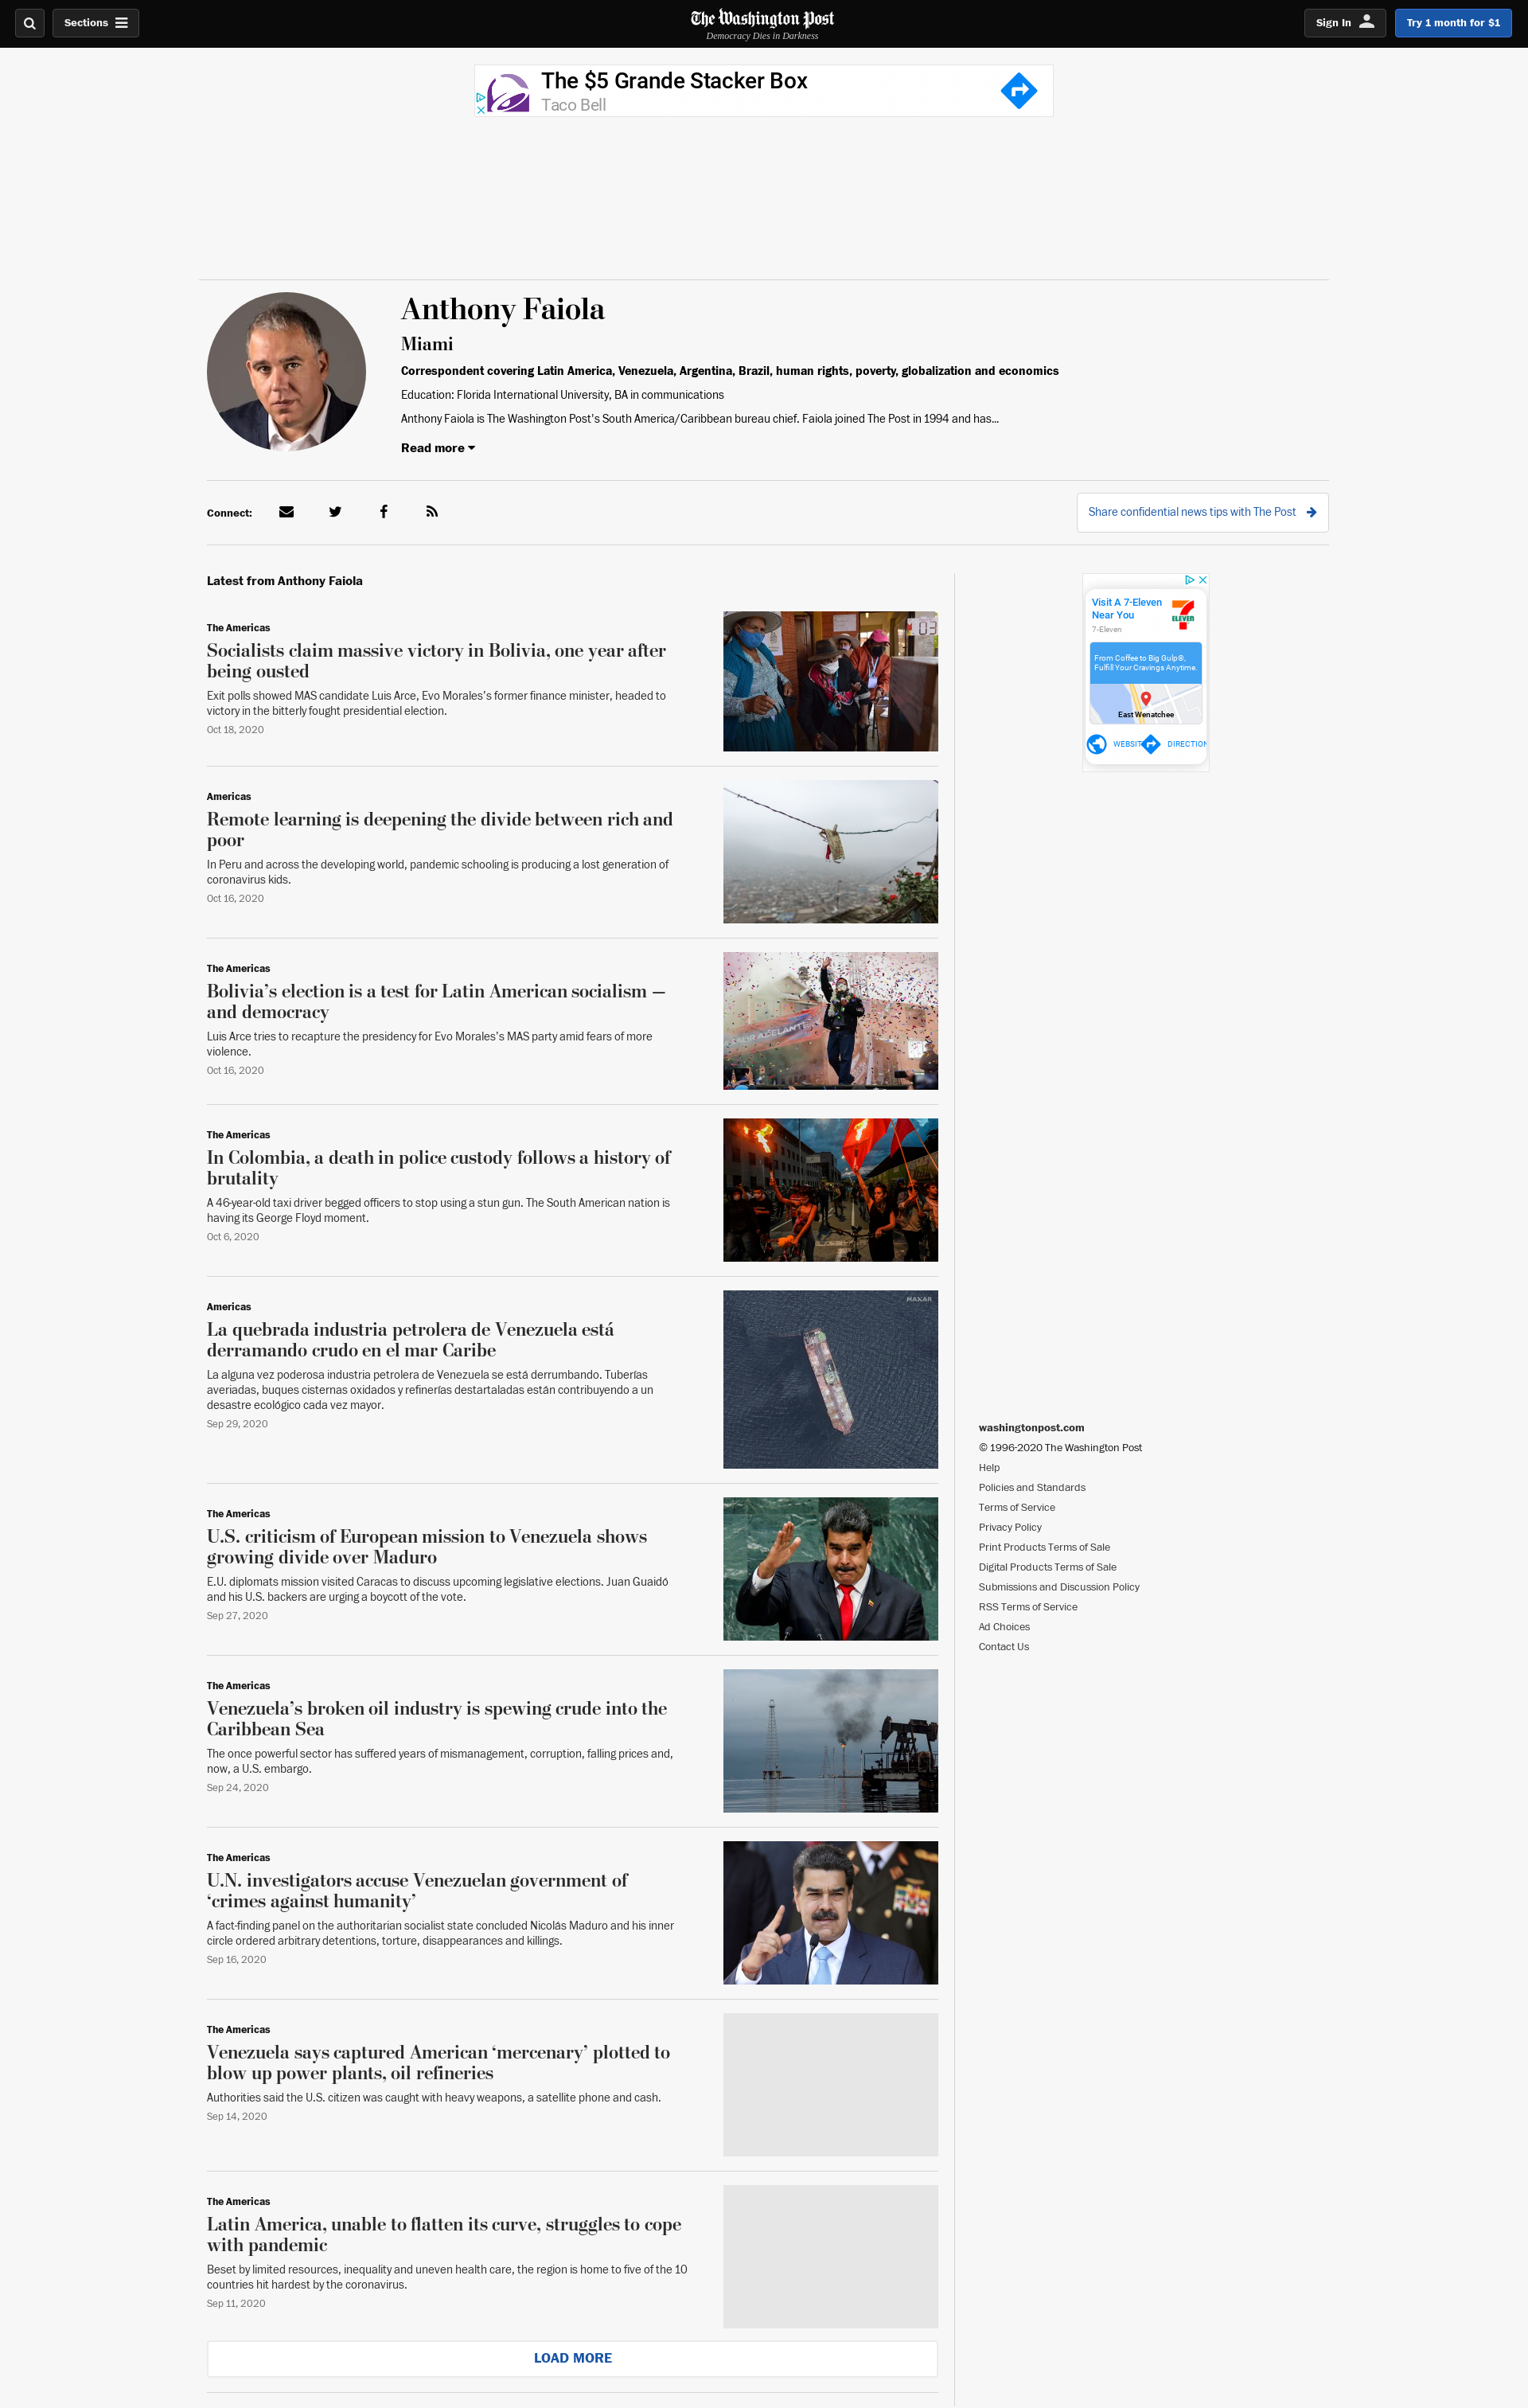 Sections
The Washington Post
Democracy Dies in Darkness
Sign In
Try 1 month for $1
The $5 Grande Stacker Box
Taco Bell
Anthony Faiola
Miami
Correspondent covering Latin America, Venezuela, Argentina, Brazil, human rights, poverty, globalization and economics
Education: Florida International University, BA in communications
Anthony Faiola is The Washington Post's South America/Caribbean bureau chief. Faiola joined The Post in 1994 and has...
Read more
Connect:
Share confidential news tips with The Post
Latest from Anthony Faiola
The Americas
Socialists claim massive victory in Bolivia, one year after
being ousted
Exit polls showed MAS candidate Luis Arce, Evo Morales’s former finance minister, headed to
victory in the bitterly fought presidential election.
Oct 18, 2020
03
Americas
Remote learning is deepening the divide between rich and
poor
In Peru and across the developing world, pandemic schooling is producing a lost generation of
coronavirus kids.
Oct 16, 2020
The Americas
Bolivia’s election is a test for Latin American socialism —
and democracy
Luis Arce tries to recapture the presidency for Evo Morales’s MAS party amid fears of more
violence.
Oct 16, 2020
The Americas
In Colombia, a death in police custody follows a history of
brutality
A 46-year-old taxi driver begged officers to stop using a stun gun. The South American nation is
having its George Floyd moment.
Oct 6, 2020
Americas
La quebrada industria petrolera de Venezuela está
derramando crudo en el mar Caribe
La alguna vez poderosa industria petrolera de Venezuela se está derrumbando. Tuberías
averiadas, buques cisternas oxidados y refinerías destartaladas están contribuyendo a un
desastre ecológico cada vez mayor.
Sep 29, 2020
MAXAR
The Americas
U.S. criticism of European mission to Venezuela shows
growing divide over Maduro
E.U. diplomats mission visited Caracas to discuss upcoming legislative elections. Juan Guaidó
and his U.S. backers are urging a boycott of the vote.
Sep 27, 2020
The Americas
Venezuela’s broken oil industry is spewing crude into the
Caribbean Sea
The once powerful sector has suffered years of mismanagement, corruption, falling prices and,
now, a U.S. embargo.
Sep 24, 2020
The Americas
U.N. investigators accuse Venezuelan government of
‘crimes against humanity’
A fact-finding panel on the authoritarian socialist state concluded Nicolás Maduro and his inner
circle ordered arbitrary detentions, torture, disappearances and killings.
Sep 16, 2020
The Americas
Venezuela says captured American ‘mercenary’ plotted to
blow up power plants, oil refineries
Authorities said the U.S. citizen was caught with heavy weapons, a satellite phone and cash.
Sep 14, 2020
The Americas
Latin America, unable to flatten its curve, struggles to cope
with pandemic
Beset by limited resources, inequality and uneven health care, the region is home to five of the 10
countries hit hardest by the coronavirus.
Sep 11, 2020
LOAD MORE
Visit A 7-Eleven
Near You
7-Eleven
ELEVEN
From Coffee to Big Gulp®,
Fulfill Your Cravings Anytime.
East Wenatchee
WEBSIT
DIRECTION
washingtonpost.com
© 1996-2020 The Washington Post
Help
Policies and Standards
Terms of Service
Privacy Policy
Print Products Terms of Sale
Digital Products Terms of Sale
Submissions and Discussion Policy
RSS Terms of Service
Ad Choices
Contact Us